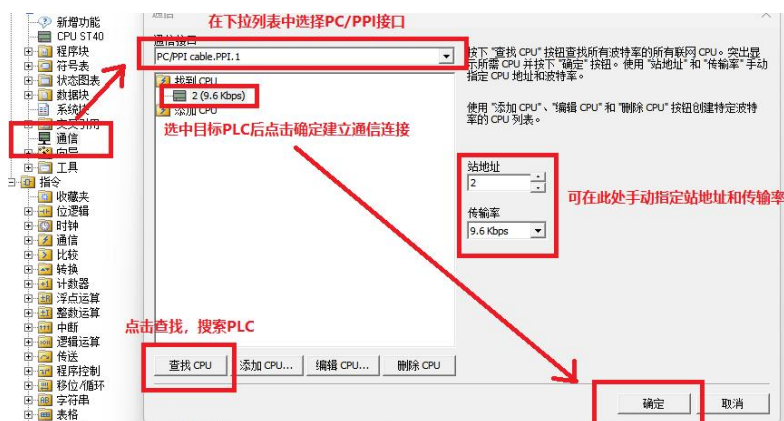 新增功能
CPU ST40
程序块
符号表
状态图表
数据块
系统块
交叉引用
通信
向导
工具
指令
收藏夹
位逻辑
时钟
通信
比较
转换
计数器
浮点运算
整数运算
中断
逻辑运算
传送
程序控制
移位/循环
字符串
表格
通信
在下拉列表中选择PC/PPI接口
通信接口
PC/PPI cable.PPI.1
按下 "查找 CPU" 按钮查找所有波特率的所有联网 CPU。突出显
示所需 CPU 并按下 "确定" 按钮。使用 "站地址" 和 "传输率" 手动
指定 CPU 地址和波特率。
找到 CPU
2 (9.6 Kbps)
添加 CPU
使用 "添加 CPU"、"编辑 CPU" 和 "删除 CPU" 按钮创建特定波特
率的 CPU 列表。
选中目标PLC后点击确定建立通信连接
站地址
2
可在此处手动指定站地址和传输率
传输率
9.6 Kbps
点击查找，搜索PLC
查找 CPU
添加 CPU...
编辑 CPU...
删除 CPU
确定
取消